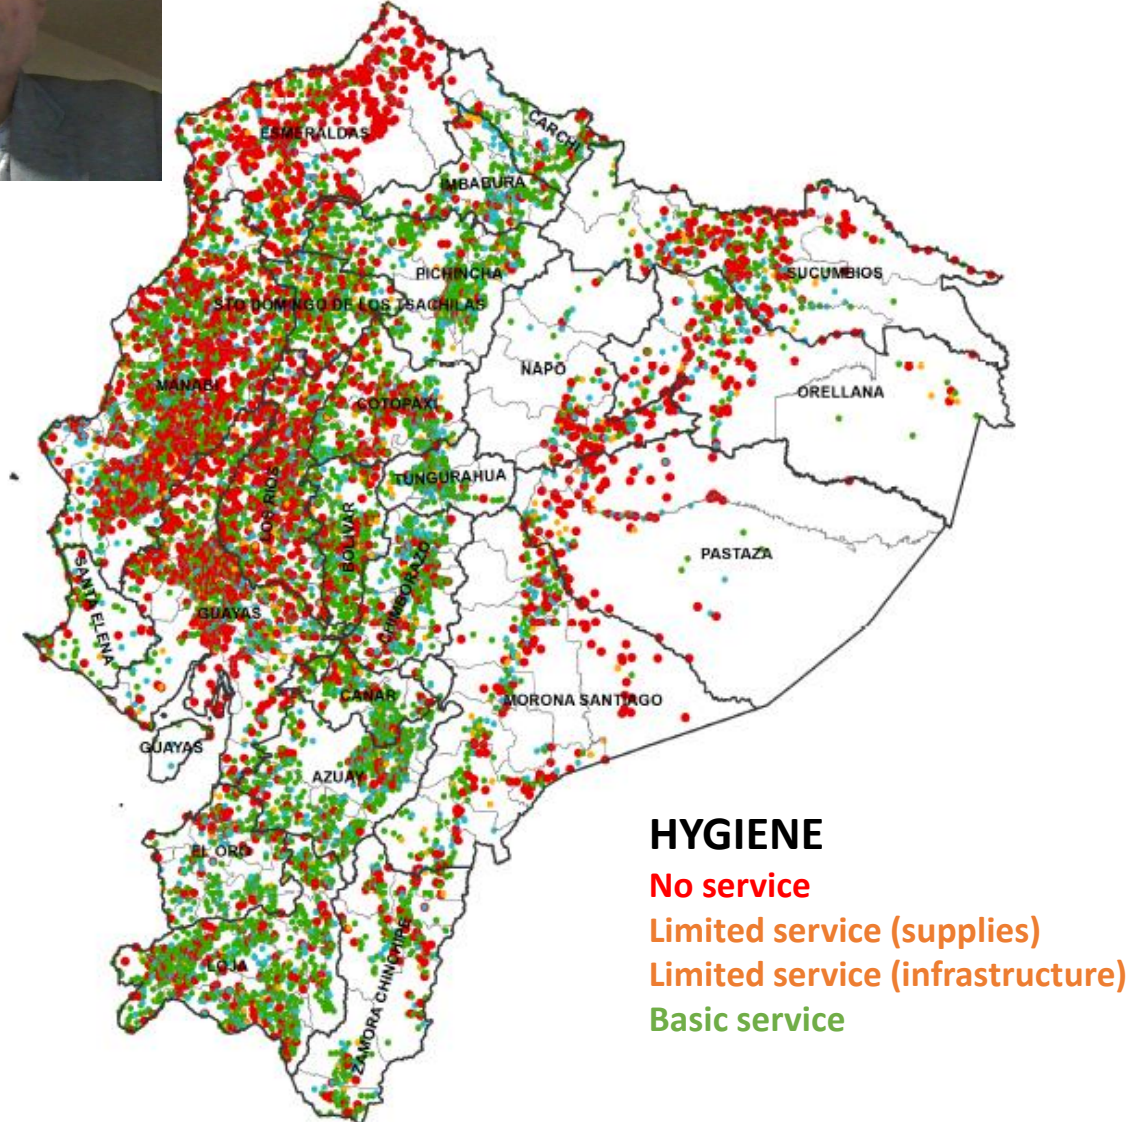 ESMERALDAS
CARCHI
IMBABURA
PICHINCHA
SUCUMBIOS
STO DOMINGO DE LOS TSACHILAS
NAPO
MANABI
ORELLANA
COTOPAXI
TUNGURAHUA
LOS RIOS
BOLIVAR
PASTAZA
CHIMBORAZO
SANTA ELENA
GUAYAS
CAÑAR
MORONA SANTIAGO
GUAYAS
AZUAY
EL ORO
LOJA
ZAMORA CHINCHIPE
HYGIENE
No service
Limited service (supplies)
Limited service (infrastructure)
Basic service